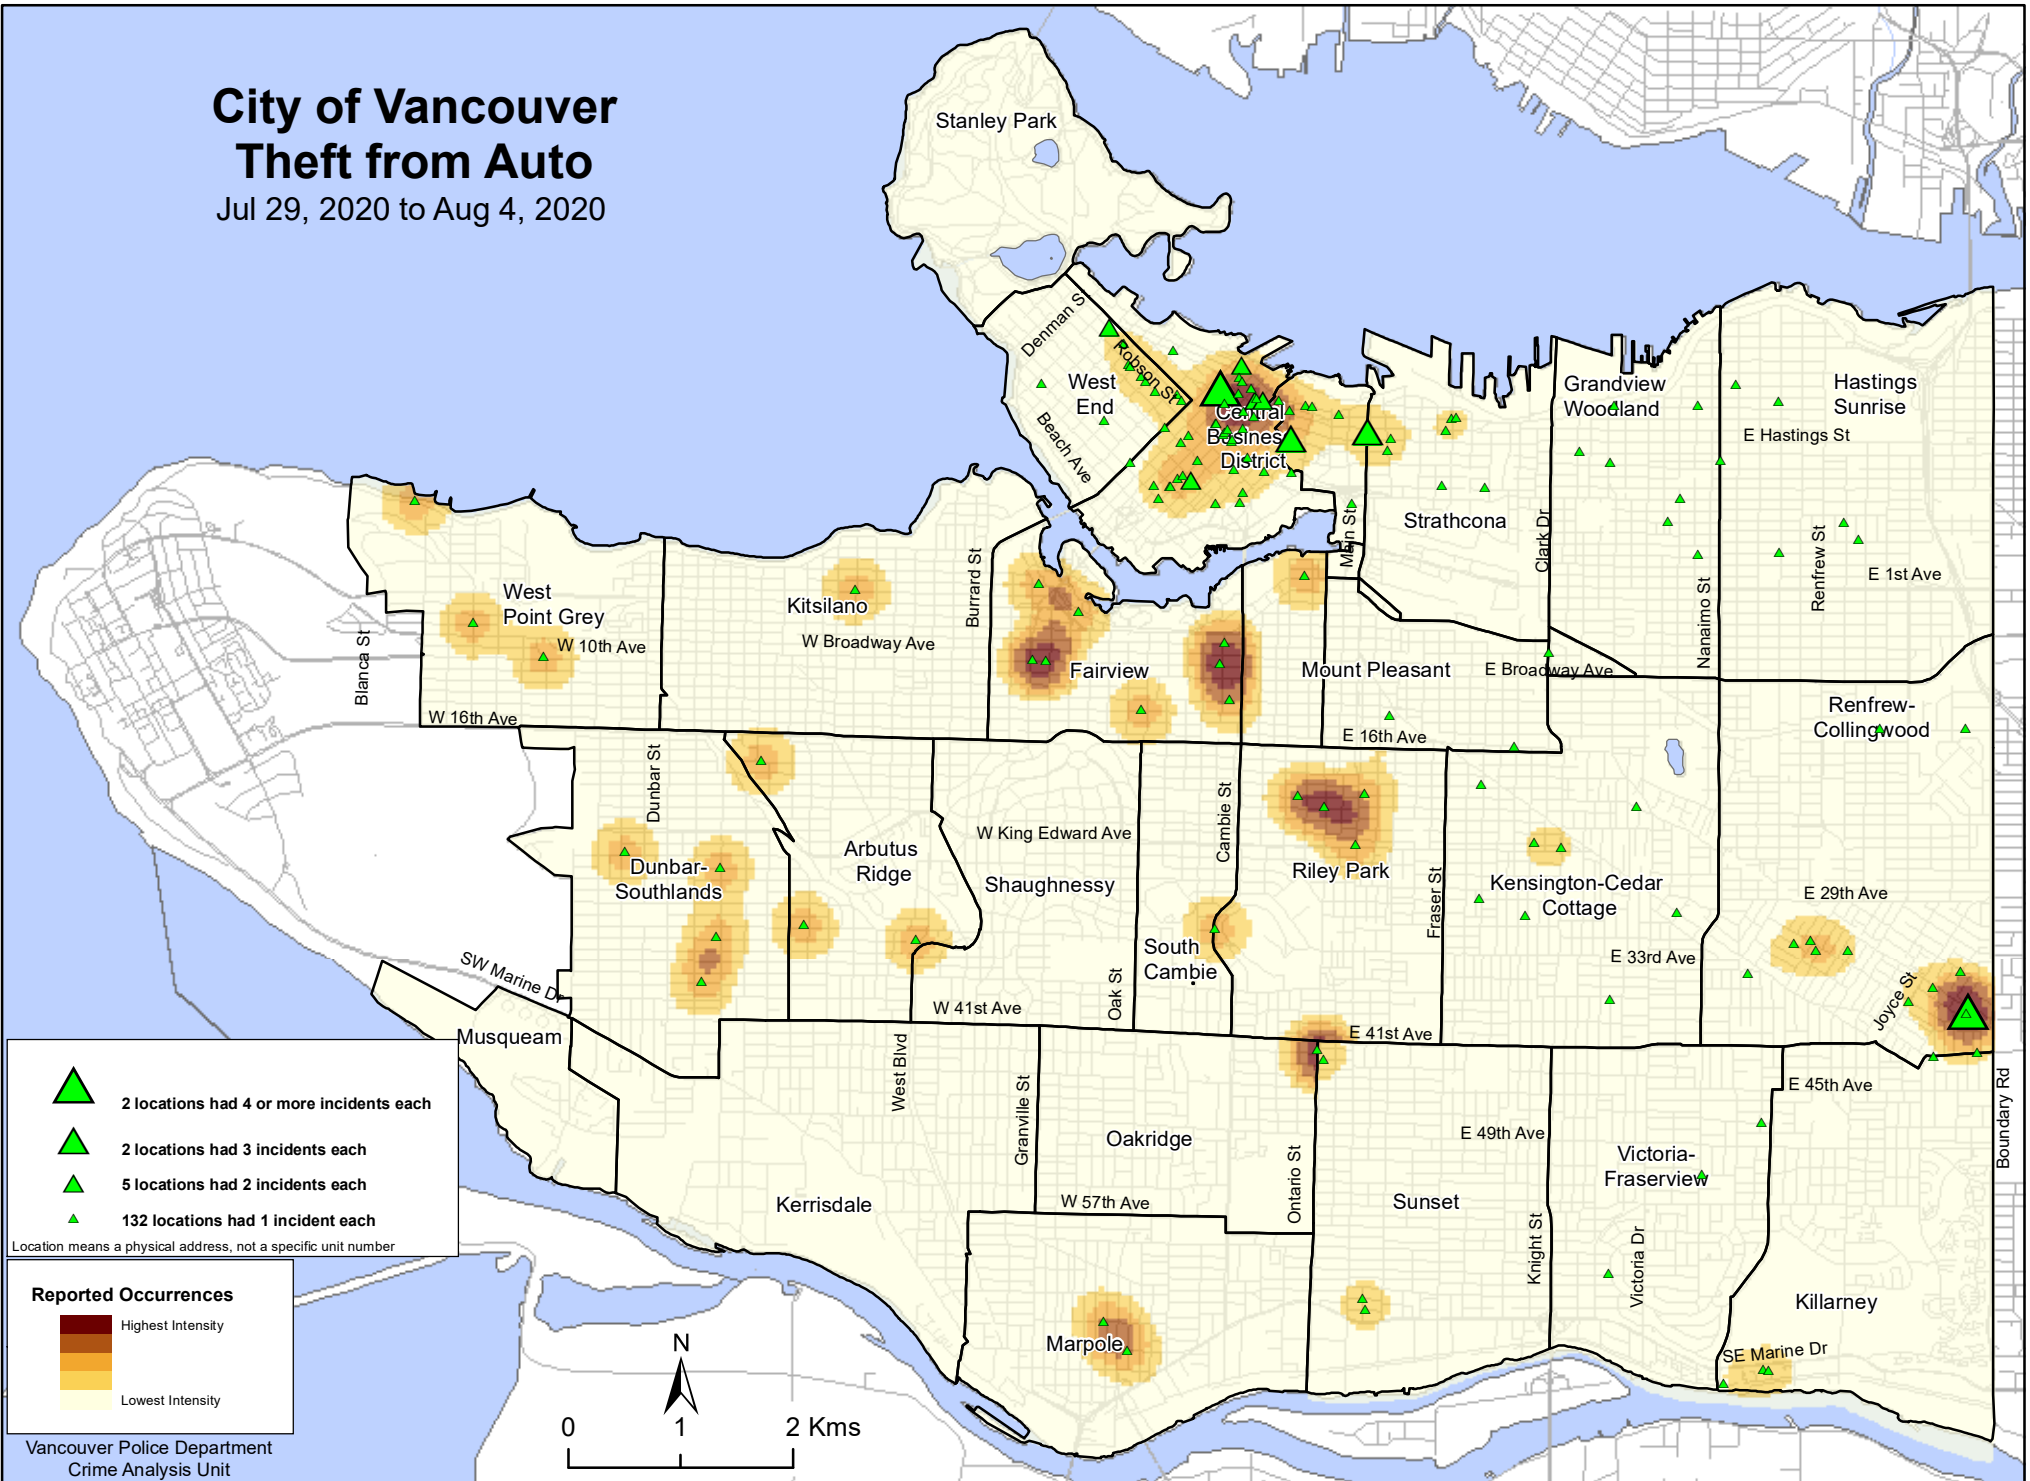 City of Vancouver
Theft from Auto
Jul 29, 2020 to Aug 4, 2020
Stanley Park
Denman S
Robson St
West
End
Beach Ave
Central
Busines
District
Grandview
Woodland
Hastings
Sunrise
E Hastings St
Strathcona
Main St
Clark Dr
Nanaimo St
Renfrew St
E 1st Ave
West
Point Grey
W 10th Ave
Blanca St
W 16th Ave
Kitsilano
W Broadway Ave
Burrard St
Fairview
Mount Pleasant
E Broadway Ave
E 16th Ave
Renfrew-
Collingwood
Dunbar St
Dunbar-
Southlands
Arbutus
Ridge
W King Edward Ave
Shaughnessy
Cambie St
Riley Park
Fraser St
Kensington-Cedar
Cottage
E 29th Ave
E 33rd Ave
South
Cambie
Oak St
W 41st Ave
E 41st Ave
Joyce St
SW Marine Dr
Musqueam
West Blvd
Granville St
Oakridge
Ontario St
E 49th Ave
E 45th Ave
Boundary Rd
Victoria-
Fraserview
Kerrisdale
W 57th Ave
Sunset
Knight St
Victoria Dr
Killarney
Marpole
SE Marine Dr
2 locations had 4 or more incidents each
2 locations had 3 incidents each
5 locations had 2 incidents each
132 locations had 1 incident each
Location means a physical address, not a specific unit number
Reported Occurrences
Highest Intensity
Lowest Intensity
Vancouver Police Department
Crime Analysis Unit
N
0 1 2 Kms